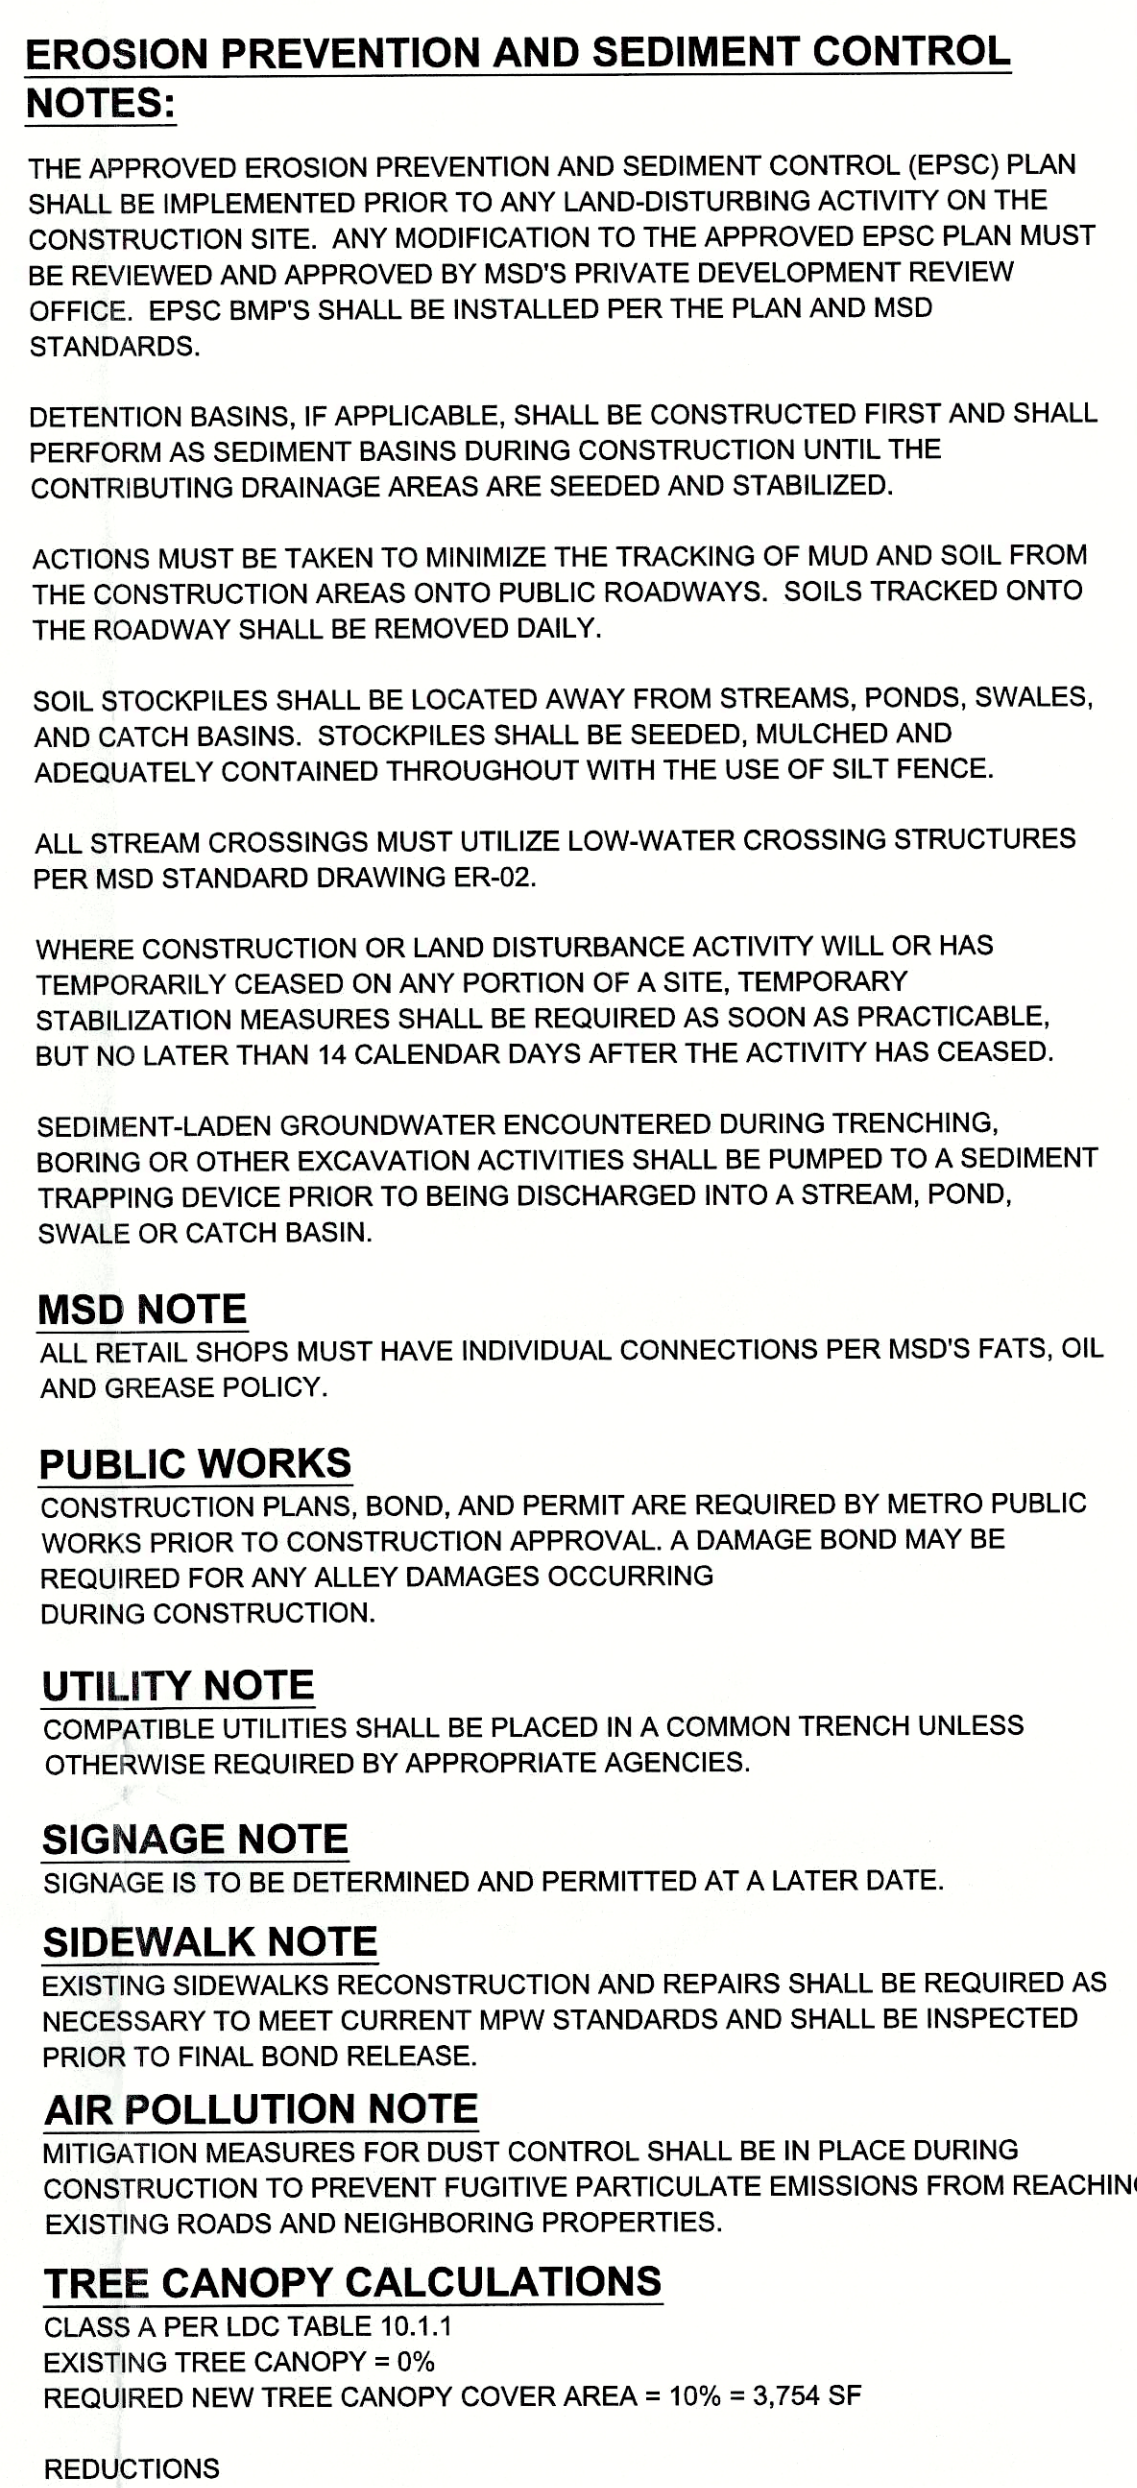 EROSION PREVENTION AND SEDIMENT CONTROL
NOTES:
THE APPROVED EROSION PREVENTION AND SEDIMENT CONTROL (EPSC) PLAN
SHALL BE IMPLEMENTED PRIOR TO ANY LAND-DISTURBING ACTIVITY ON THE
CONSTRUCTION SITE. ANY MODIFICATION TO THE APPROVED EPSC PLAN MUST
BE REVIEWED AND APPROVED BY MSD'S PRIVATE DEVELOPMENT REVIEW
OFFICE. EPSC BMP'S SHALL BE INSTALLED PER THE PLAN AND MSD
STANDARDS.
DETENTION BASINS, IF APPLICABLE, SHALL BE CONSTRUCTED FIRST AND SHALL
PERFORM AS SEDIMENT BASINS DURING CONSTRUCTION UNTIL THE
CONTRIBUTING DRAINAGE AREAS ARE SEEDED AND STABILIZED.
ACTIONS MUST BE TAKEN TO MINIMIZE THE TRACKING OF MUD AND SOIL FROM
THE CONSTRUCTION AREAS ONTO PUBLIC ROADWAYS. SOILS TRACKED ONTO
THE ROADWAY SHALL BE REMOVED DAILY.
SOIL STOCKPILES SHALL BE LOCATED AWAY FROM STREAMS, PONDS, SWALES,
AND CATCH BASINS. STOCKPILES SHALL BE SEEDED, MULCHED AND
ADEQUATELY CONTAINED THROUGHOUT WITH THE USE OF SILT FENCE.
ALL STREAM CROSSINGS MUST UTILIZE LOW-WATER CROSSING STRUCTURES
PER MSD STANDARD DRAWING ER-02.
WHERE CONSTRUCTION OR LAND DISTURBANCE ACTIVITY WILL OR HAS
TEMPORARILY CEASED ON ANY PORTION OF A SITE, TEMPORARY
STABILIZATION MEASURES SHALL BE REQUIRED AS SOON AS PRACTICABLE,
BUT NO LATER THAN 14 CALENDAR DAYS AFTER THE ACTIVITY HAS CEASED.
SEDIMENT-LADEN GROUNDWATER ENCOUNTERED DURING TRENCHING,
BORING OR OTHER EXCAVATION ACTIVITIES SHALL BE PUMPED TO A SEDIMENT
TRAPPING DEVICE PRIOR TO BEING DISCHARGED INTO A STREAM, POND,
SWALE OR CATCH BASIN.
MSD NOTE
ALL RETAIL SHOPS MUST HAVE INDIVIDUAL CONNECTIONS PER MSD'S FATS, OIL
AND GREASE POLICY.
PUBLIC WORKS
CONSTRUCTION PLANS, BOND, AND PERMIT ARE REQUIRED BY METRO PUBLIC
WORKS PRIOR TO CONSTRUCTION APPROVAL. A DAMAGE BOND MAY BE
REQUIRED FOR ANY ALLEY DAMAGES OCCURRING
DURING CONSTRUCTION.
UTILITY NOTE
COMPATIBLE UTILITIES SHALL BE PLACED IN A COMMON TRENCH UNLESS
OTHERWISE REQUIRED BY APPROPRIATE AGENCIES.
SIGNAGE NOTE
SIGNAGE IS TO BE DETERMINED AND PERMITTED AT A LATER DATE.
SIDEWALK NOTE
EXISTING SIDEWALKS RECONSTRUCTION AND REPAIRS SHALL BE REQUIRED AS
NECESSARY TO MEET CURRENT MPW STANDARDS AND SHALL BE INSPECTED
PRIOR TO FINAL BOND RELEASE.
AIR POLLUTION NOTE
MITIGATION MEASURES FOR DUST CONTROL SHALL BE IN PLACE DURING
CONSTRUCTION TO PREVENT FUGITIVE PARTICULATE EMISSIONS FROM REACHING
EXISTING ROADS AND NEIGHBORING PROPERTIES.
TREE CANOPY CALCULATIONS
CLASS A PER LDC TABLE 10.1.1
EXISTING TREE CANOPY = 0%
REQUIRED NEW TREE CANOPY COVER AREA = 10% = 3,754 SF
REDUCTIONS